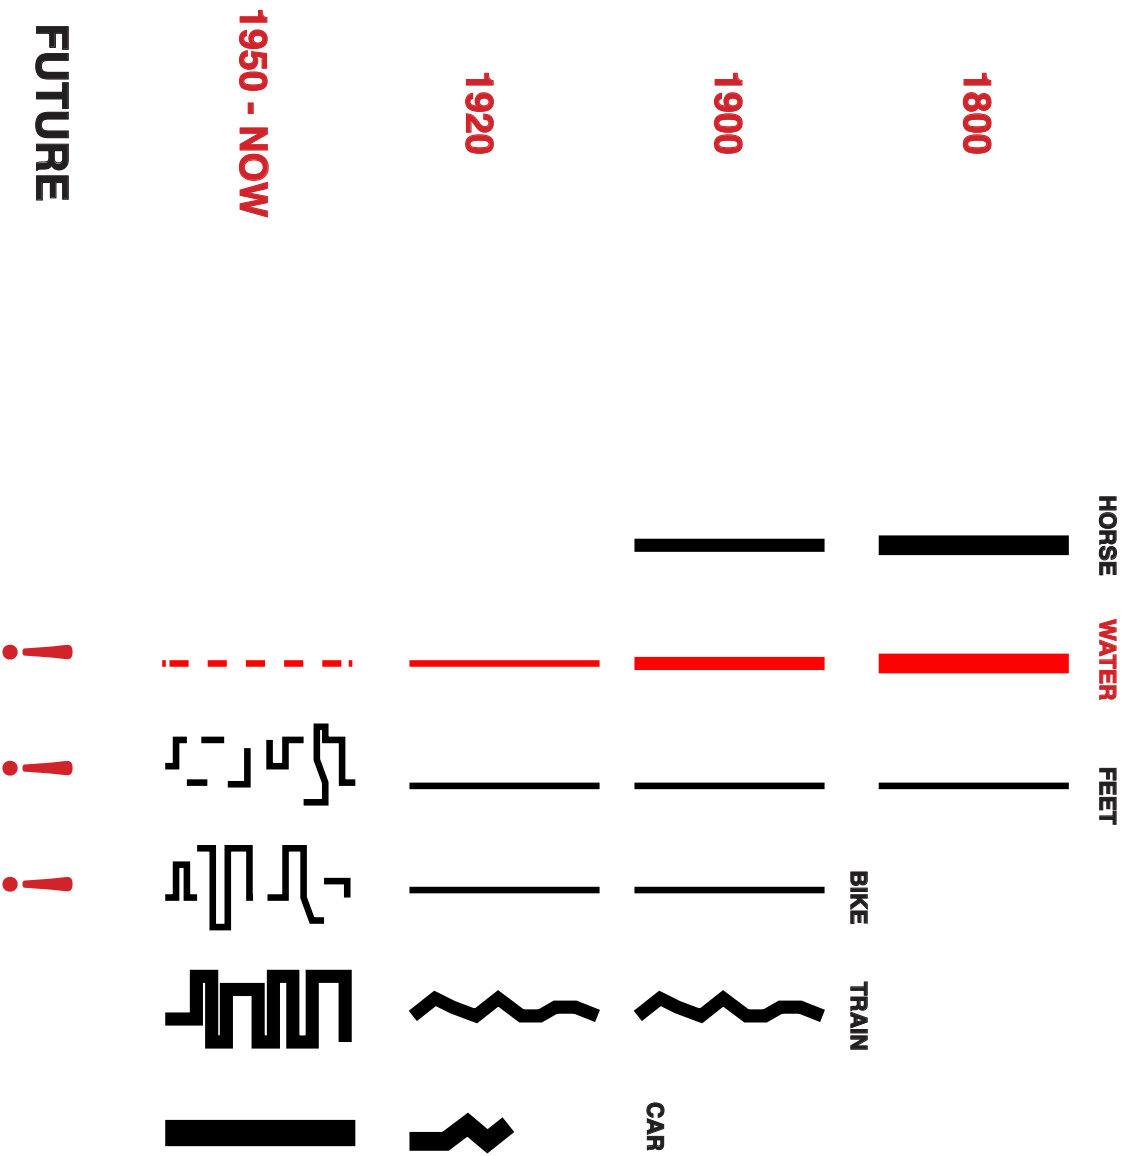 HORSE
WATER
FEET
1800
BIKE
TRAIN
1900
CAR
1920
1950 - NOW
FUTURE
!
!
!